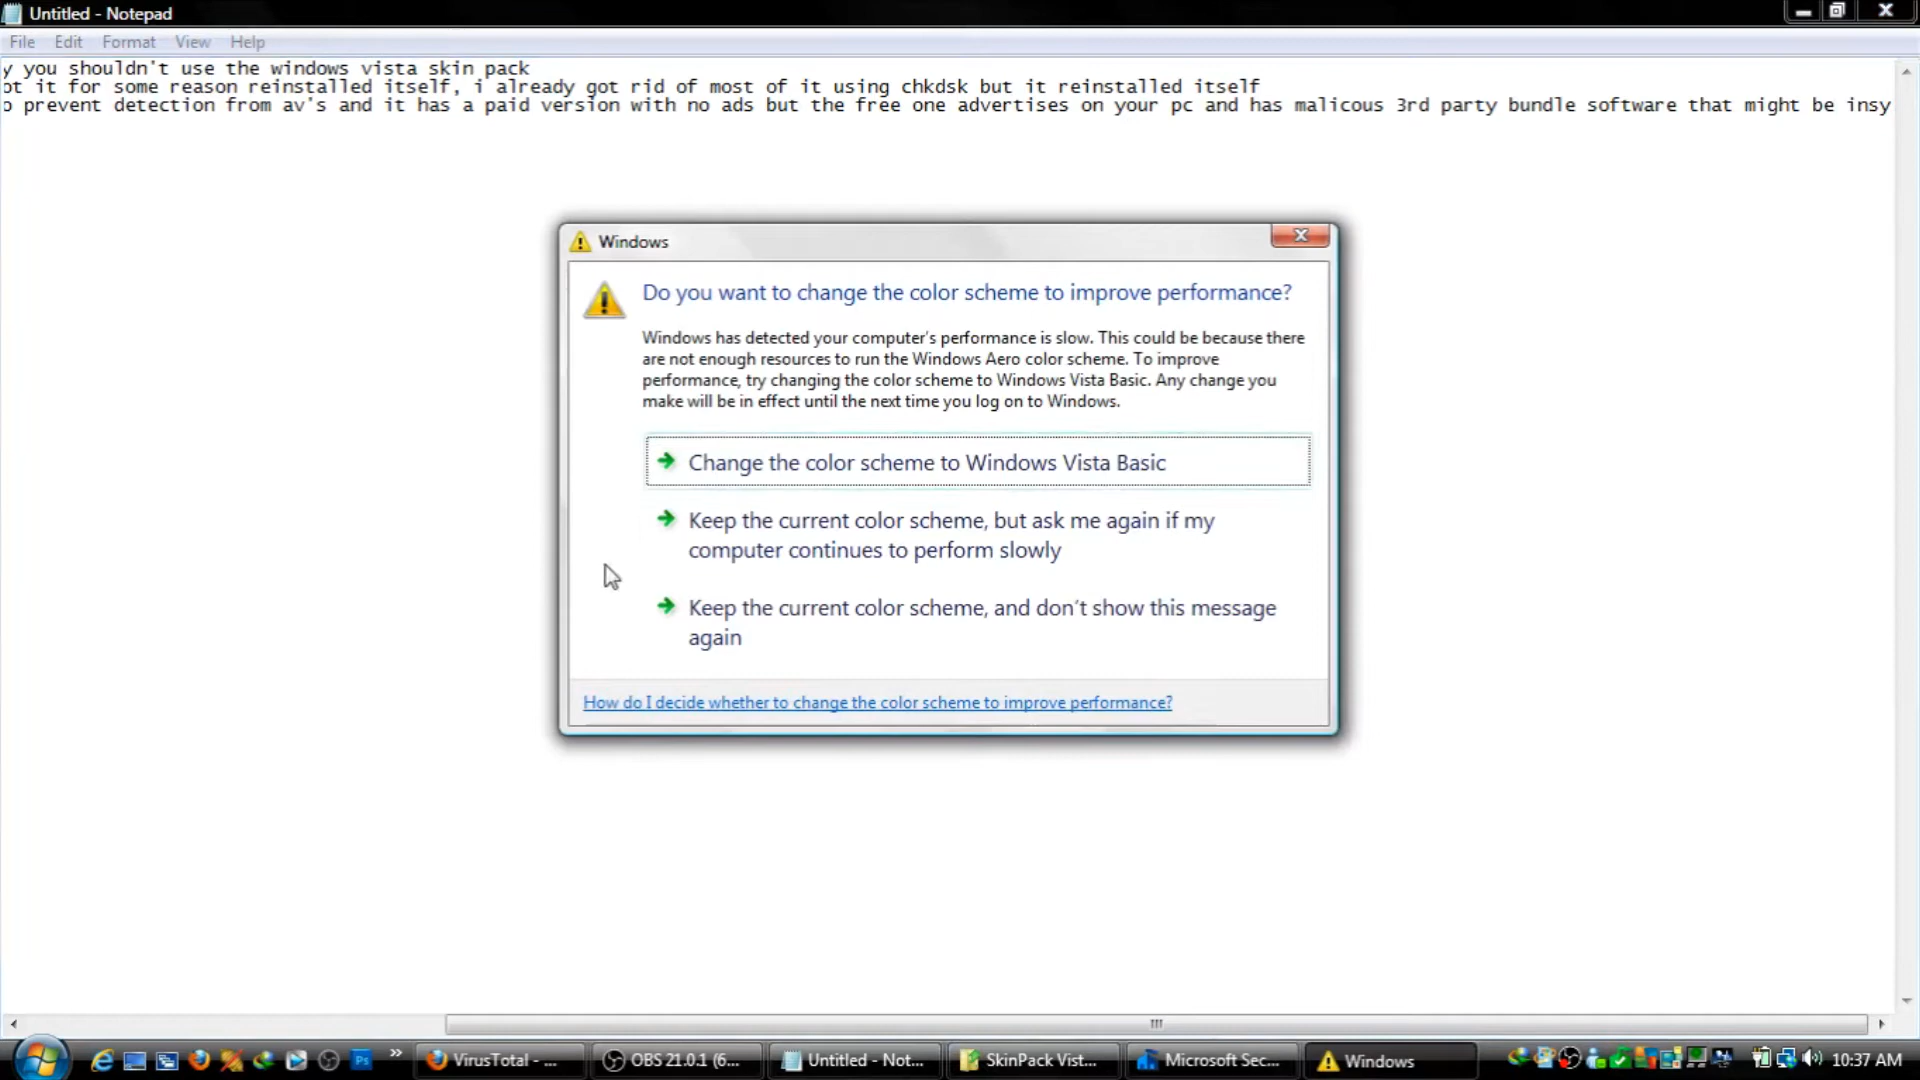 Untitled - Notepad
File Edit Format View Help
y you shouldn't use the windows vista skin pack
ot it for some reason reinstalled itself, i already got rid of most of it using chkdsk but it reinstalled itself
o prevent detection from av's and it has a paid version with no ads but the free one advertises on your pc and has malicous 3rd party bundle software that might be insy
Windows
Do you want to change the color scheme to improve performance?
Windows has detected your computer's performance is slow. This could be because there
are not enough resources to run the Windows Aero color scheme. To improve
performance, try changing the color scheme to Windows Vista Basic. Any change you
make will be in effect until the next time you log on to Windows.
Change the color scheme to Windows Vista Basic
Keep the current color scheme, but ask me again if my
computer continues to perform slowly
Keep the current color scheme, and don't show this message
again
How do I decide whether to change the color scheme to improve performance?
Ps » VirusTotal - ... OBS 21.0.1 (6... Untitled - Not... SkinPack Vist... Microsoft Sec... Windows 10:37 AM